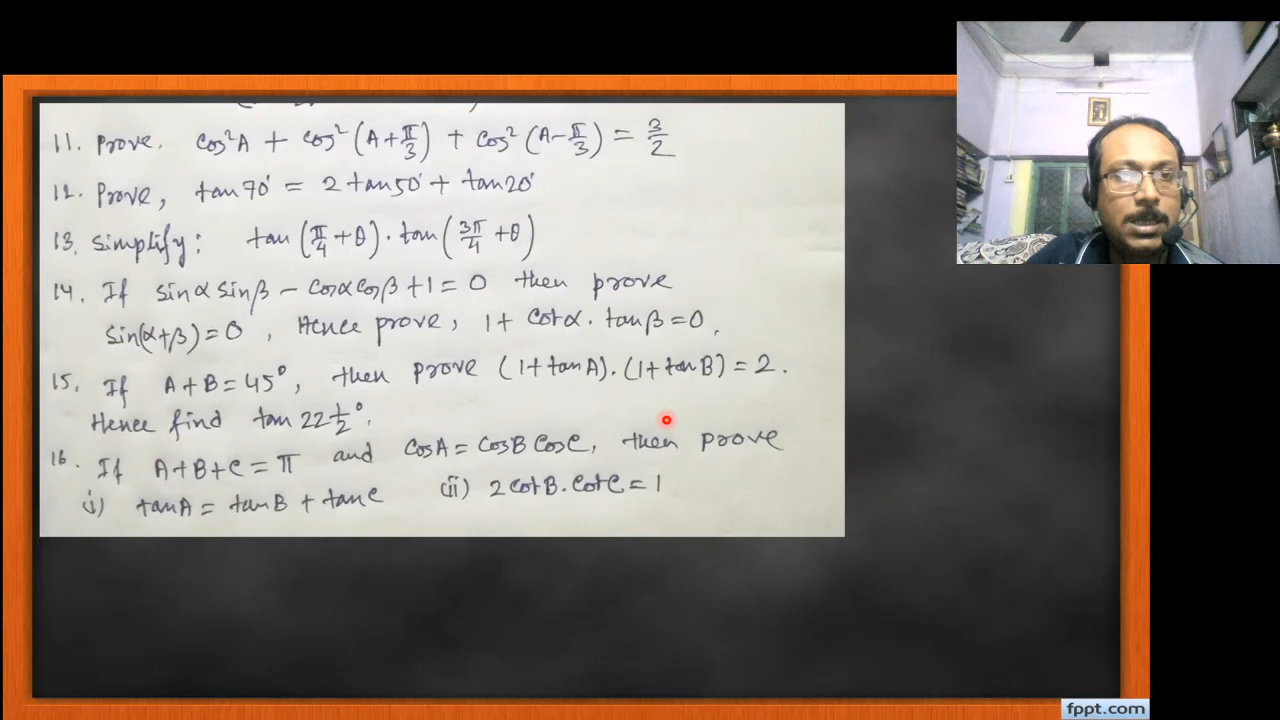 11. Prove. cos²A + cos²(A+π/3) + cos²(A-π/3) = 3/2
12. Prove, tan70° = 2tan50° + tan20°
13. Simplify: tan(π/4 + θ). tan(3π/4 + θ)
14. If sinα sinβ - cosα cosβ + 1 = 0 then prove
sin(α+β) = 0, Hence prove, 1 + cotα. tanβ = 0.
15. If A+B = 45°, then prove (1+tanA). (1+tanB) = 2.
Hence find tan 22½°.
16. If A+B+C = π and cosA = cosB cosC, then prove
i) tanA = tanB + tanC (ii) 2cotB. cotC = 1
fppt.com